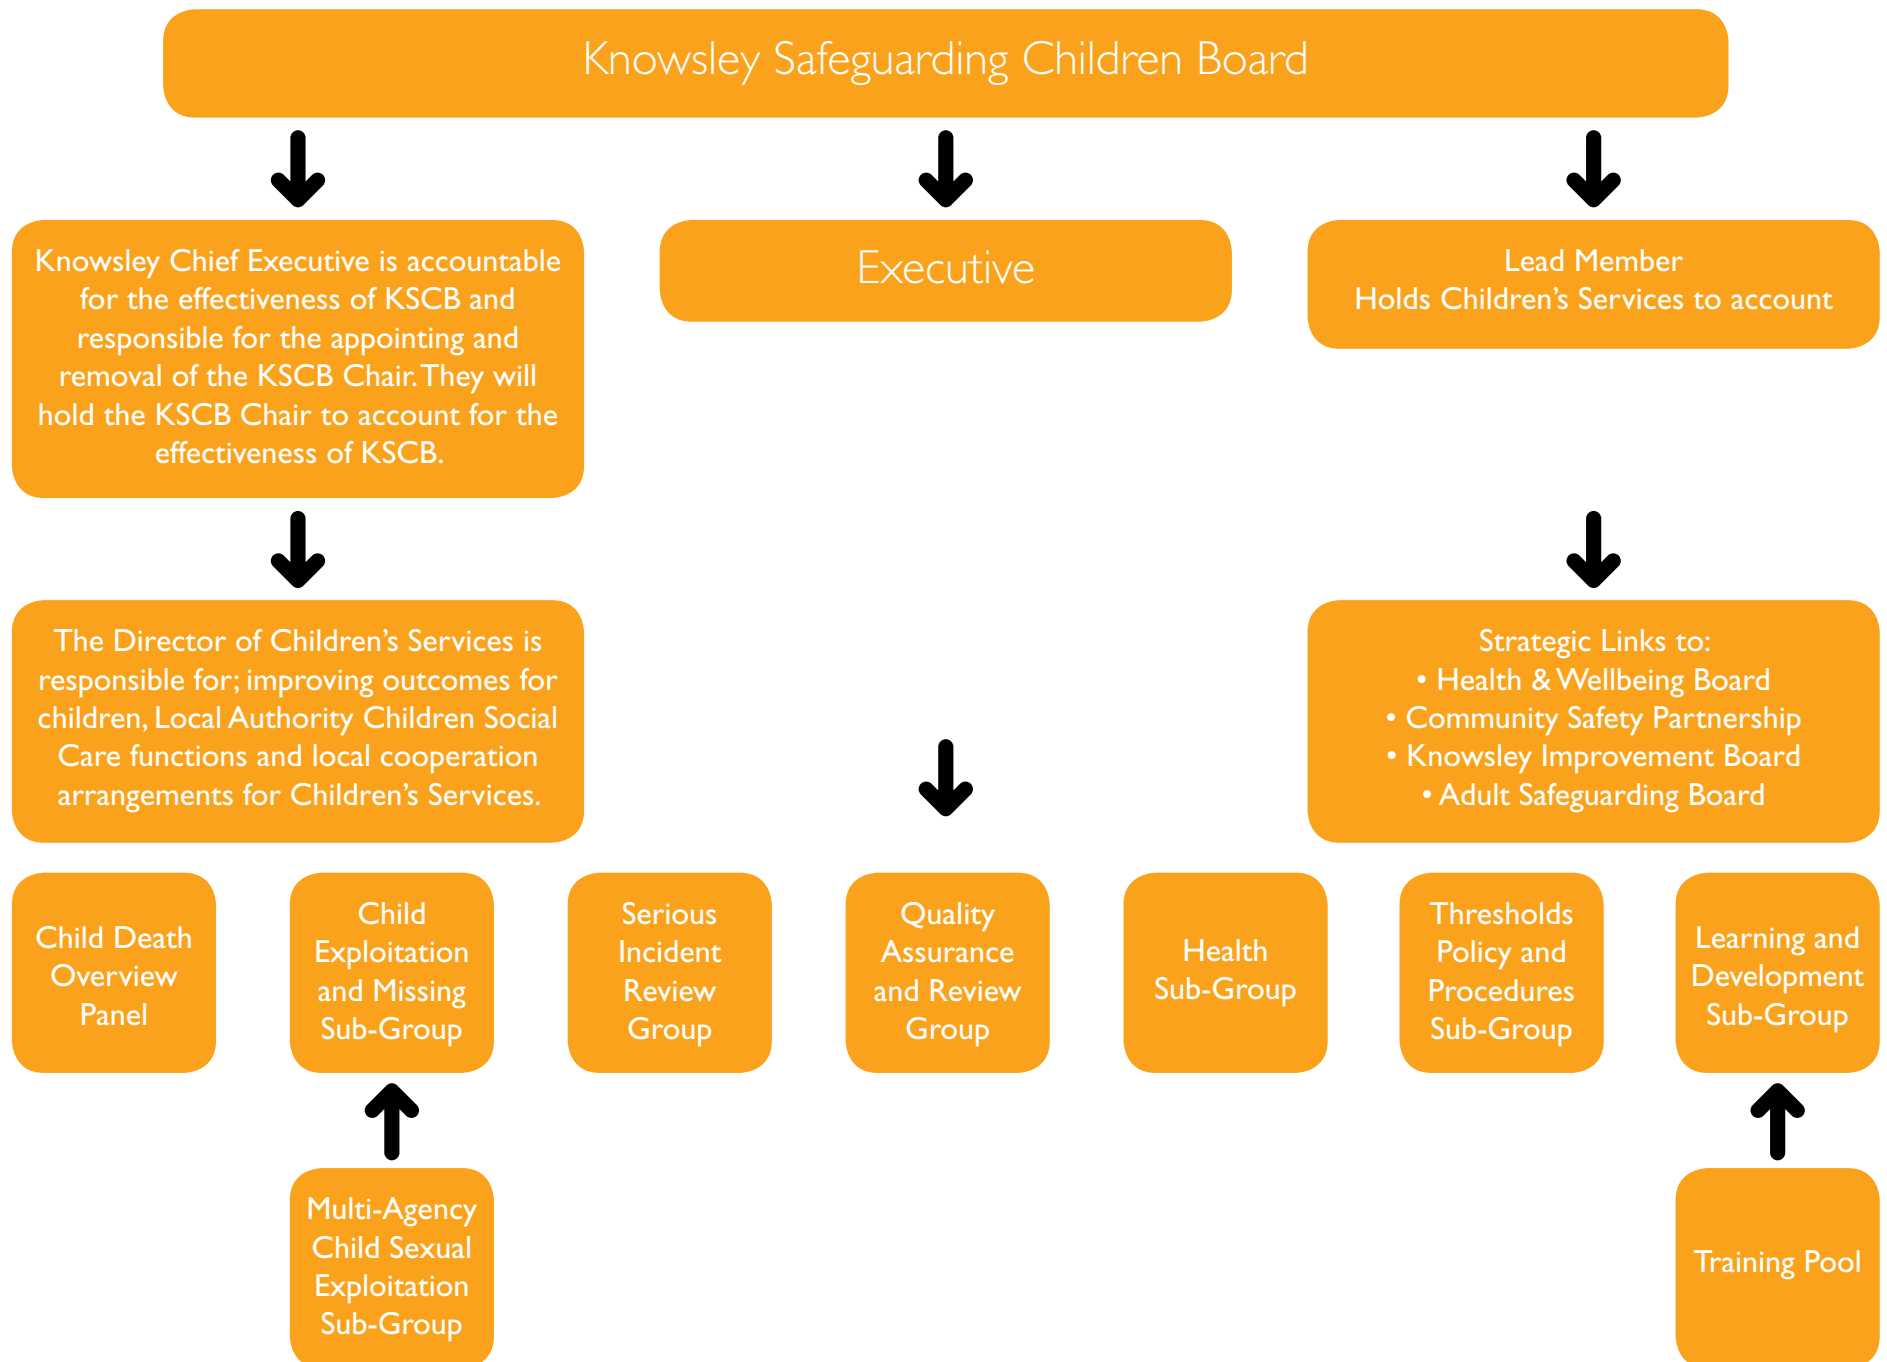 Knowsley Safeguarding Children Board
Knowsley Chief Executive is accountable
for the effectiveness of KSCB and
responsible for the appointing and
removal of the KSCB Chair. They will
hold the KSCB Chair to account for the
effectiveness of KSCB.
Executive
Lead Member
Holds Children’s Services to account
The Director of Children’s Services is
responsible for; improving outcomes for
children, Local Authority Children Social
Care functions and local cooperation
arrangements for Children’s Services.
Strategic Links to:
• Health & Wellbeing Board
• Community Safety Partnership
• Knowsley Improvement Board
• Adult Safeguarding Board
Child Death
Overview
Panel
Child
Exploitation
and Missing
Sub-Group
Serious
Incident
Review
Group
Quality
Assurance
and Review
Group
Health
Sub-Group
Thresholds
Policy and
Procedures
Sub-Group
Learning and
Development
Sub-Group
Multi-Agency
Child Sexual
Exploitation
Sub-Group
Training Pool